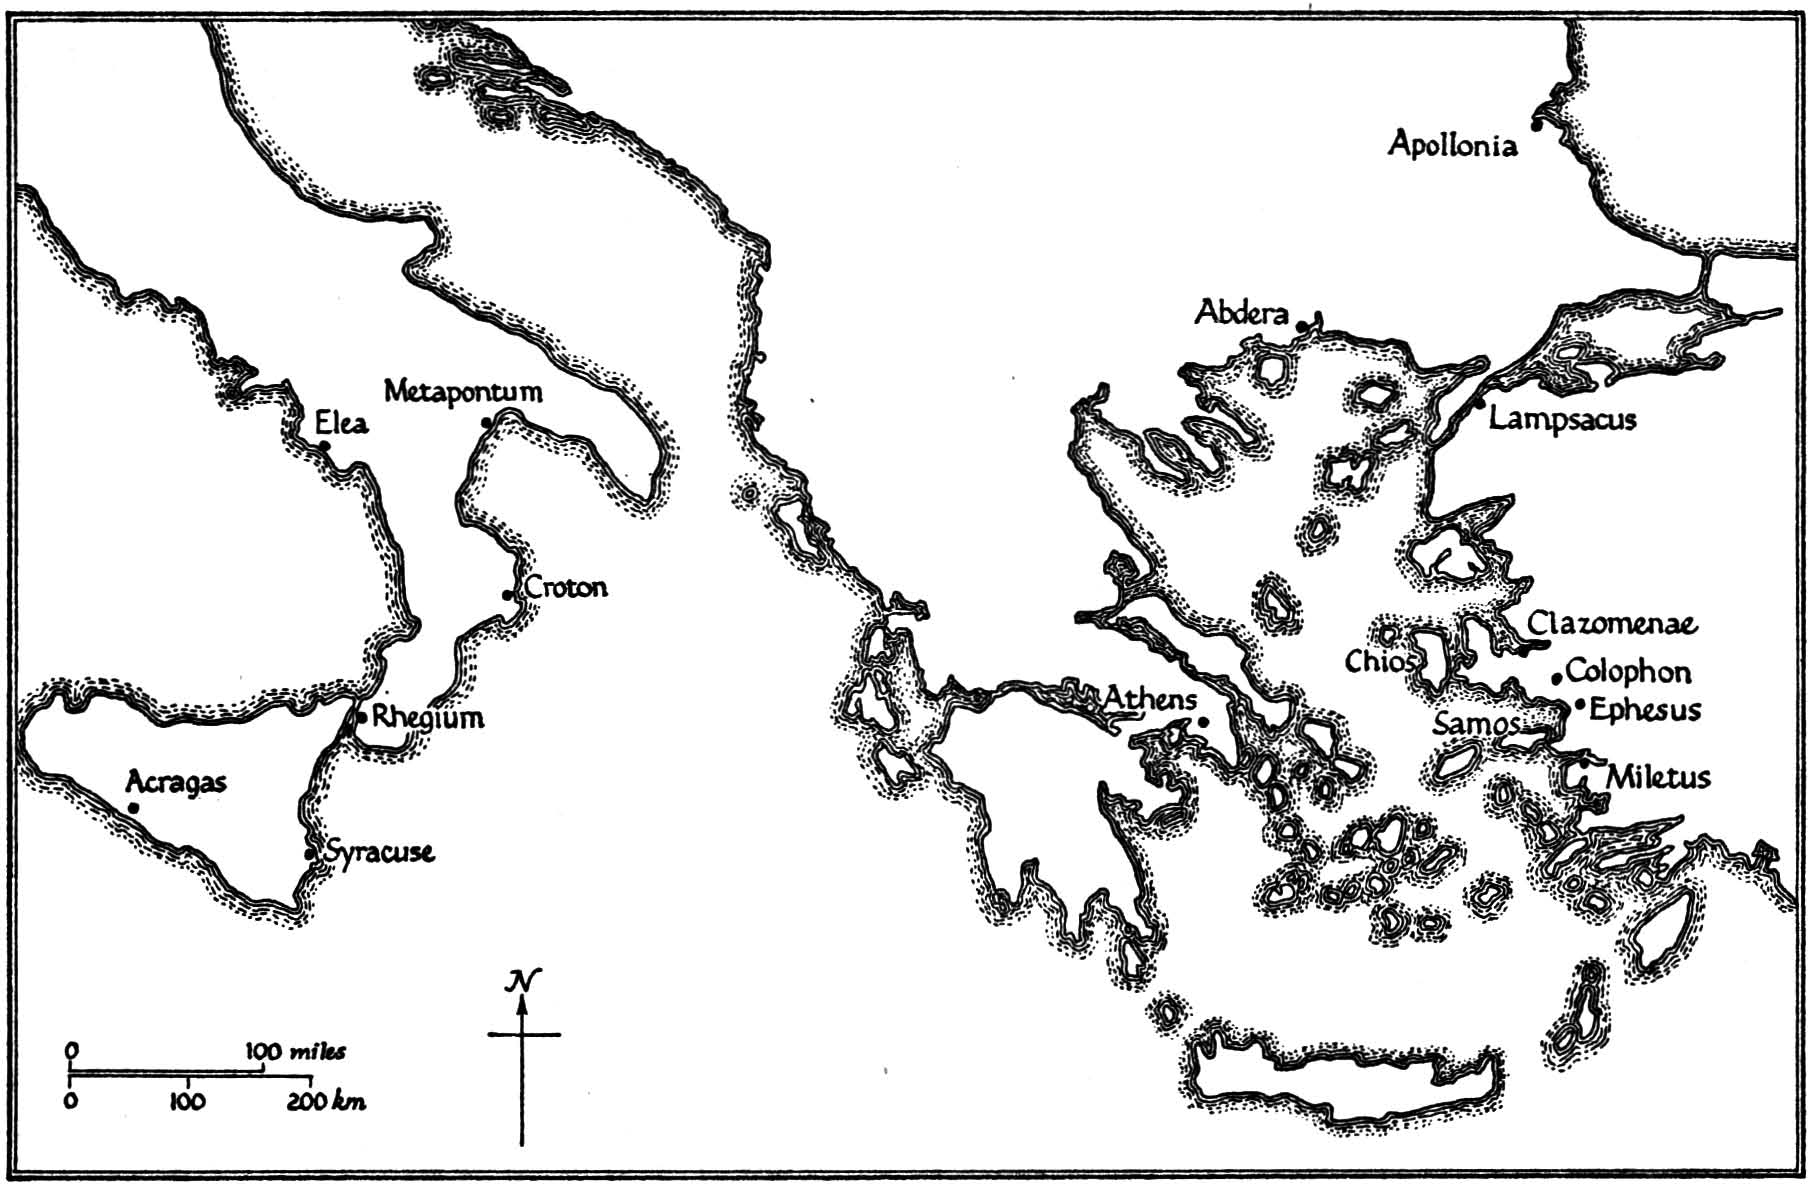 Apollonia
Abdera
Metapontum
Elea
Lampsacus
Croton
Clazomenae
Chios
Colophon
Athens
Ephesus
Rhegium
Samos
Miletus
Acragas
Syracuse
N
0 100 miles
0 100 200 km